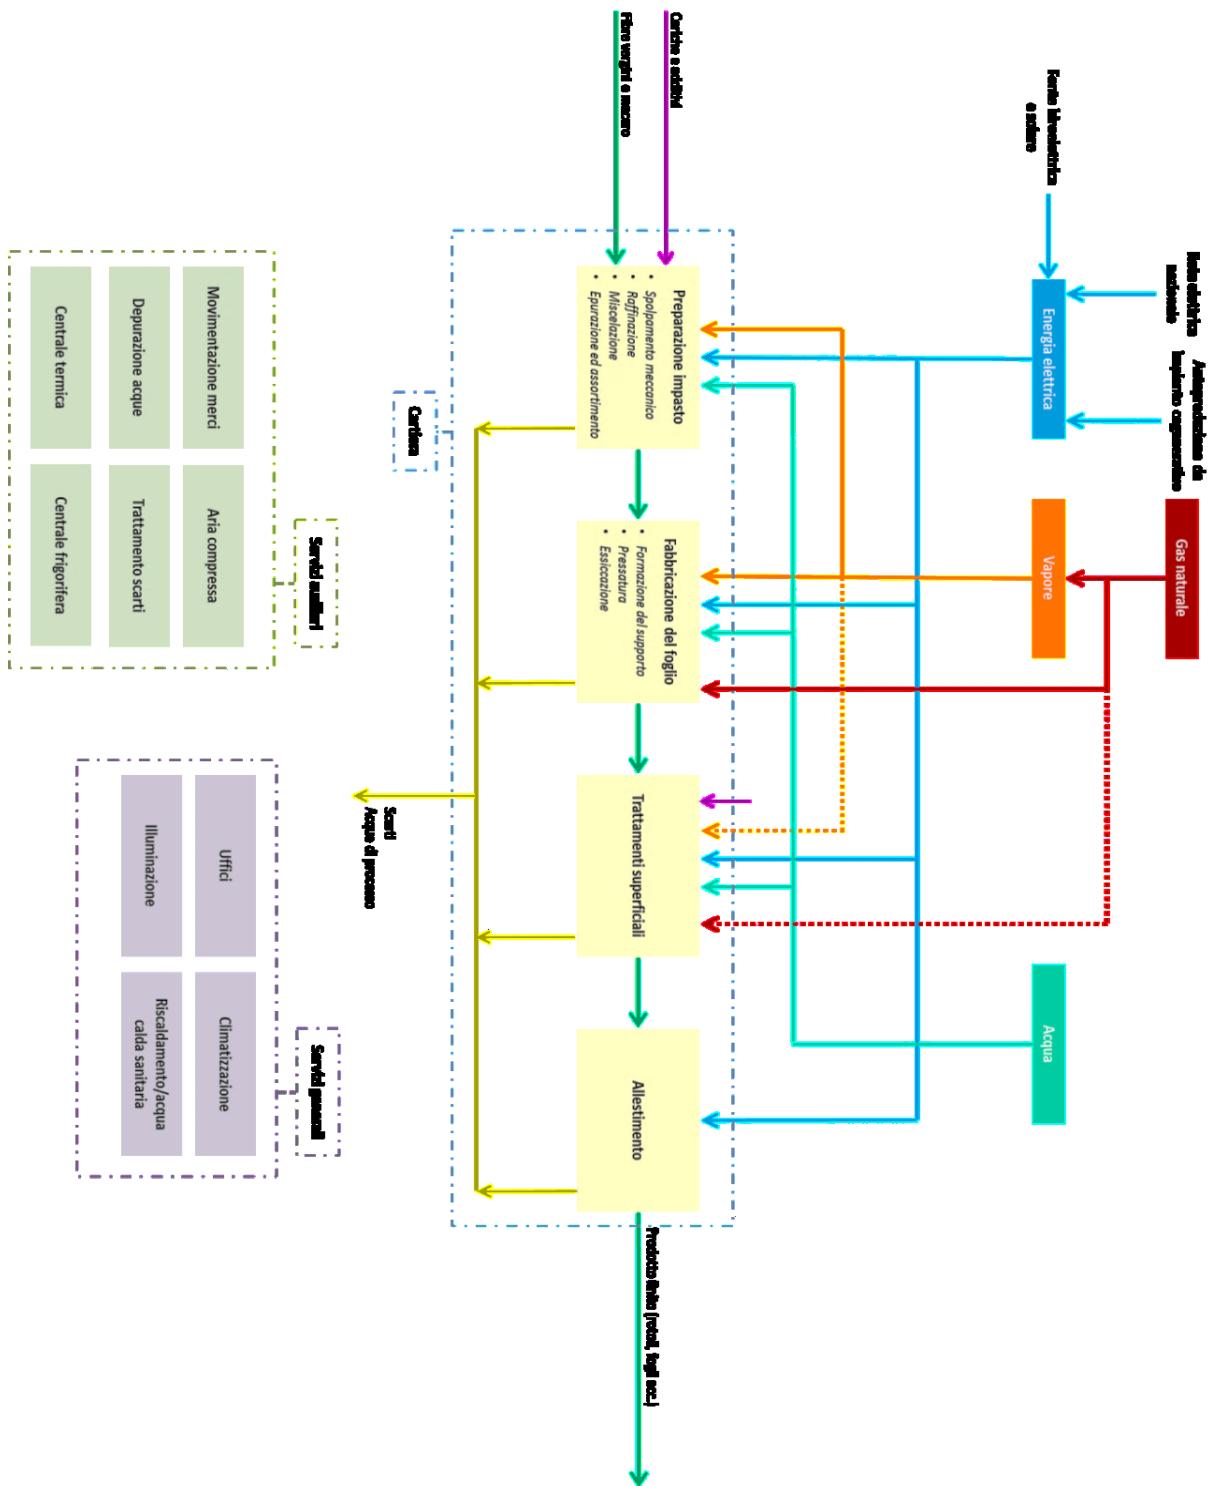 Rete elettrica
nazionale
Autoproduzione da
impianto cogenerativo
Gas naturale
Fonte idroelettrica
e solare
Energia elettrica
Vapore
Acqua
Cariche e additivi
Fibre vergini o macero
Preparazione impasto
• Spolpamento meccanico
• Raffinazione
• Miscelazione
• Epurazione ed assortimento
Fabbricazione del foglio
• Formazione del supporto
• Pressatura
• Essiccazione
Trattamenti superficiali
Allestimento
Prodotto finito (rotoli, fogli ecc.)
Cartiera
Scarti
Acque di processo
Servizi ausiliari
Movimentazione merci
Aria compressa
Depurazione acque
Trattamento scarti
Centrale termica
Centrale frigorifera
Servizi generali
Uffici
Climatizzazione
Illuminazione
Riscaldamento/acqua
calda sanitaria